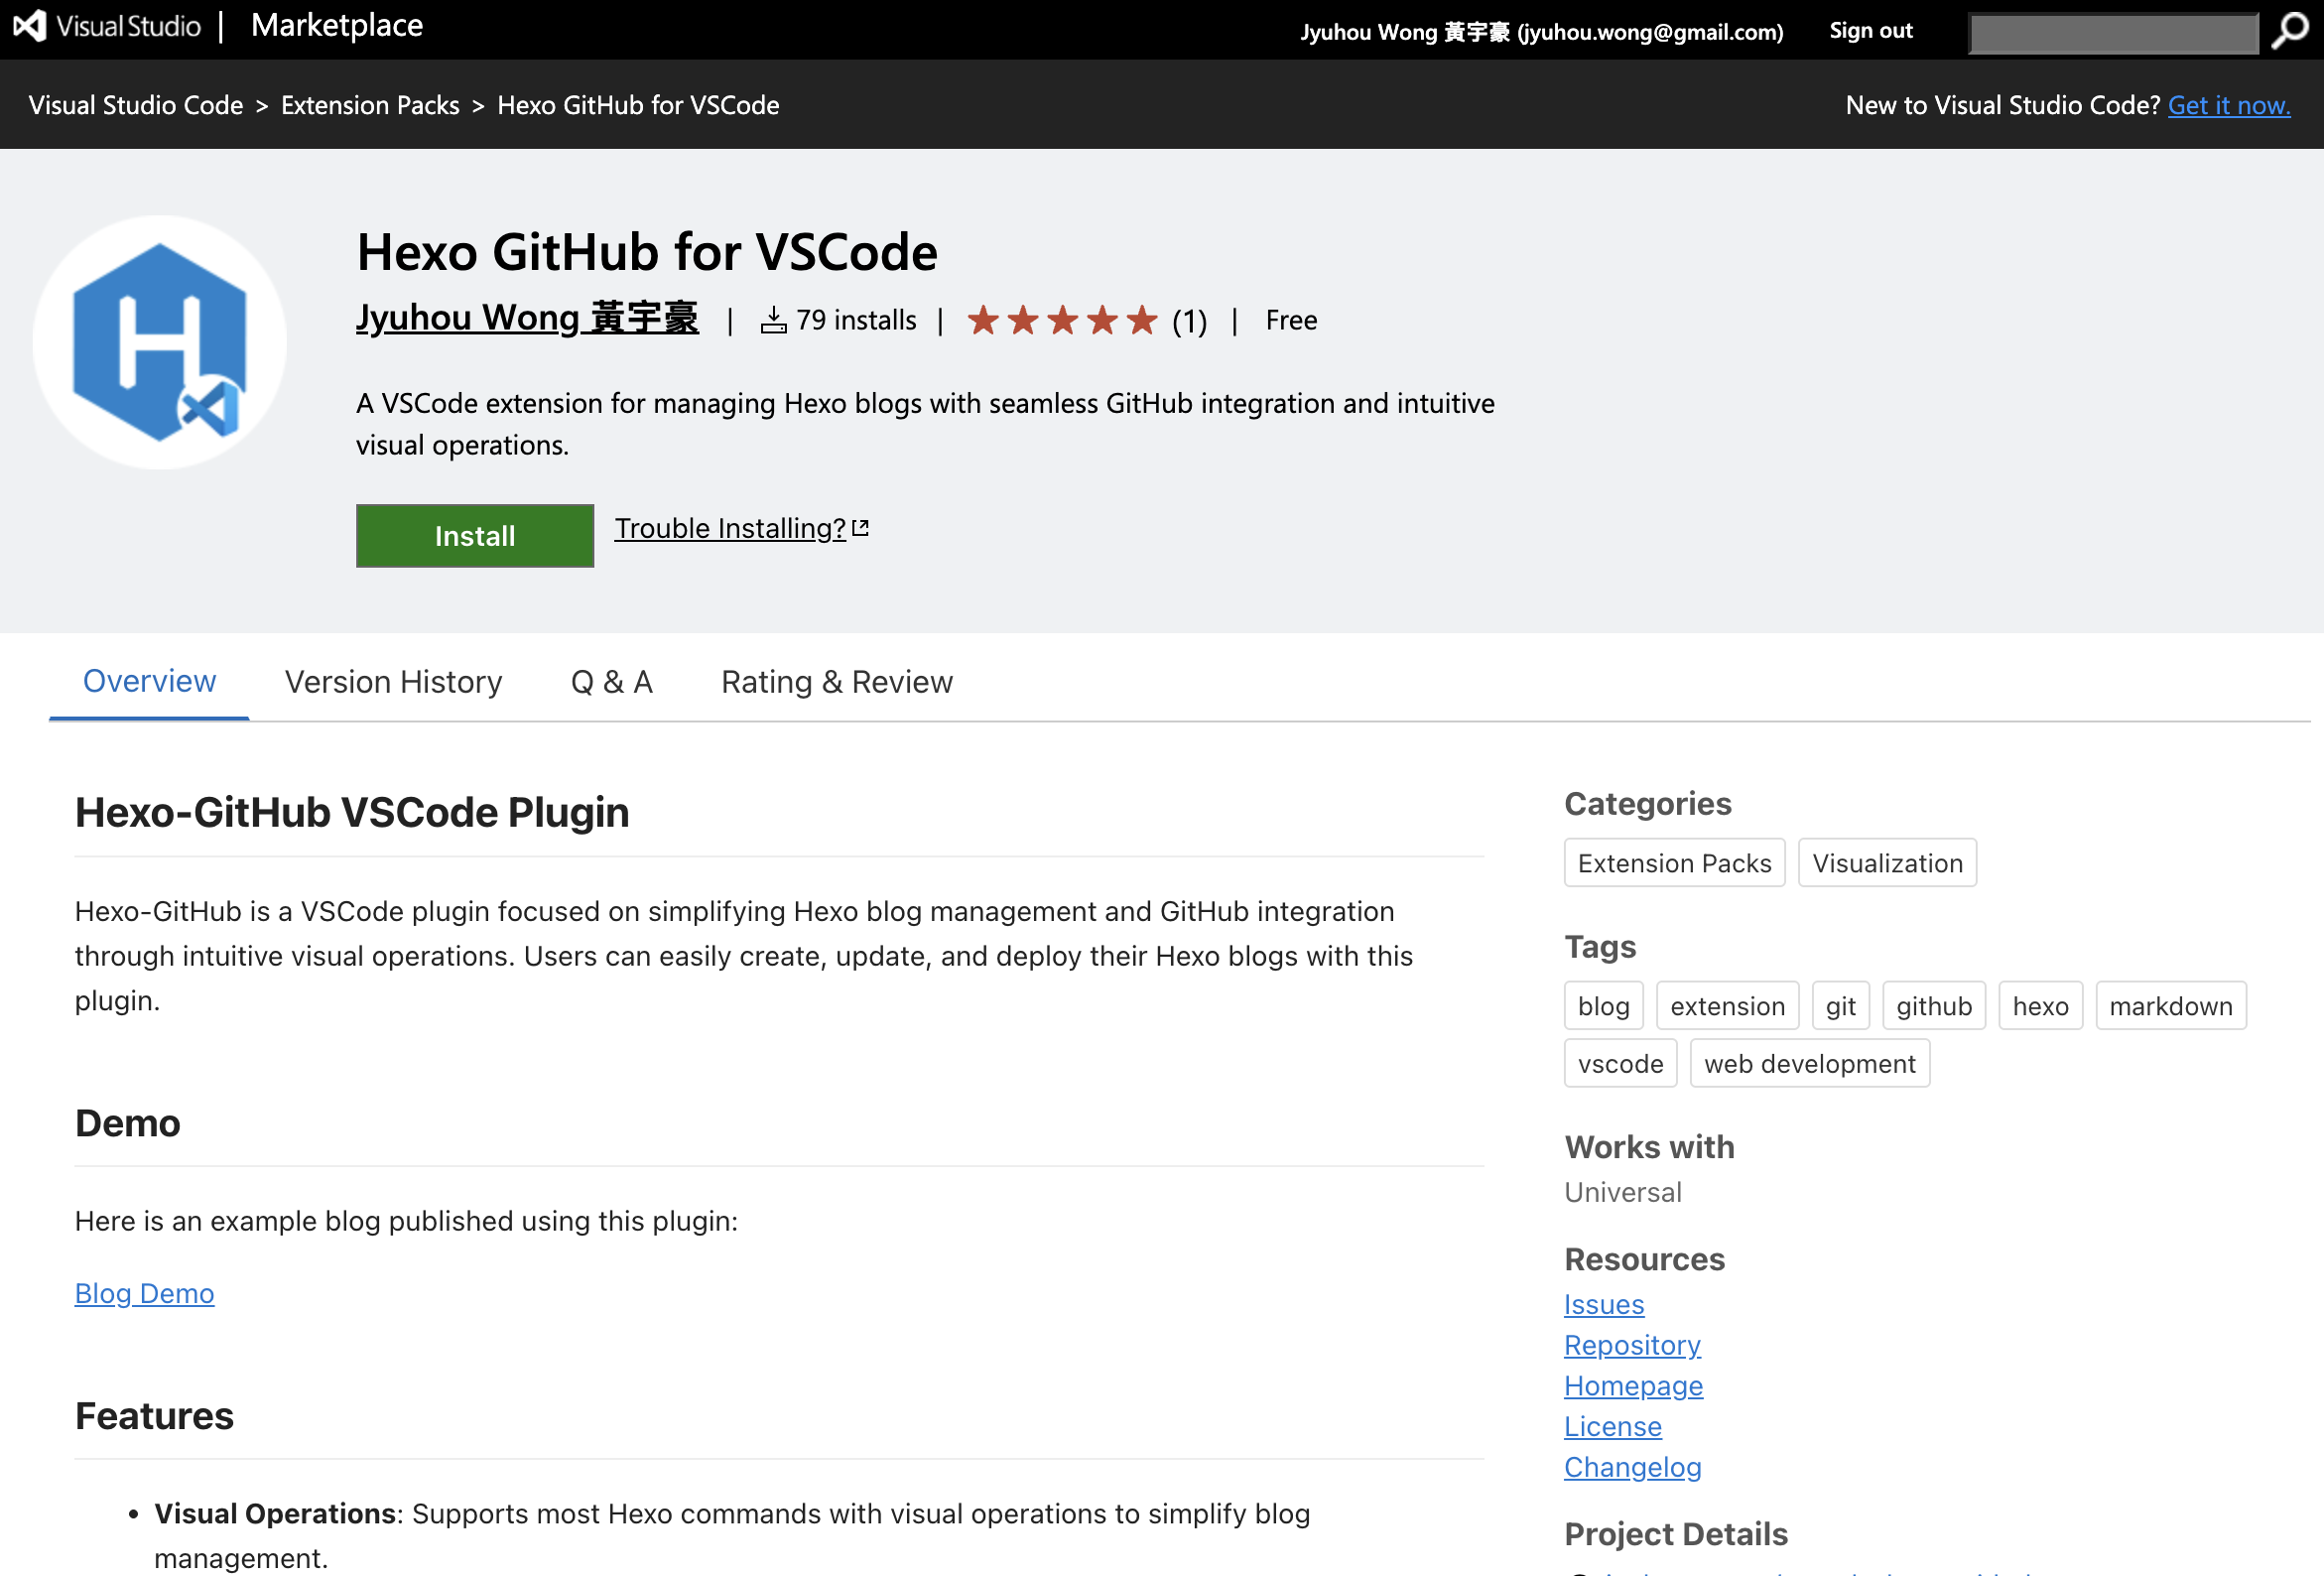 Visual Studio | Marketplace
Jyuhou Wong 黃宇豪 (jyuhou.wong@gmail.com)
Sign out
Visual Studio Code > Extension Packs > Hexo GitHub for VSCode
New to Visual Studio Code? Get it now.
Hexo GitHub for VSCode
Jyuhou Wong 黃宇豪 | 79 installs | ★★★★★ (1) | Free
A VSCode extension for managing Hexo blogs with seamless GitHub integration and intuitive
visual operations.
Install
Trouble Installing?
Overview
Version History
Q & A
Rating & Review
Hexo-GitHub VSCode Plugin
Hexo-GitHub is a VSCode plugin focused on simplifying Hexo blog management and GitHub integration
through intuitive visual operations. Users can easily create, update, and deploy their Hexo blogs with this
plugin.
Demo
Here is an example blog published using this plugin:
Blog Demo
Features
• Visual Operations: Supports most Hexo commands with visual operations to simplify blog
management.
Categories
Extension Packs
Visualization
Tags
blog extension git github hexo markdown
vscode web development
Works with
Universal
Resources
Issues
Repository
Homepage
License
Changelog
Project Details